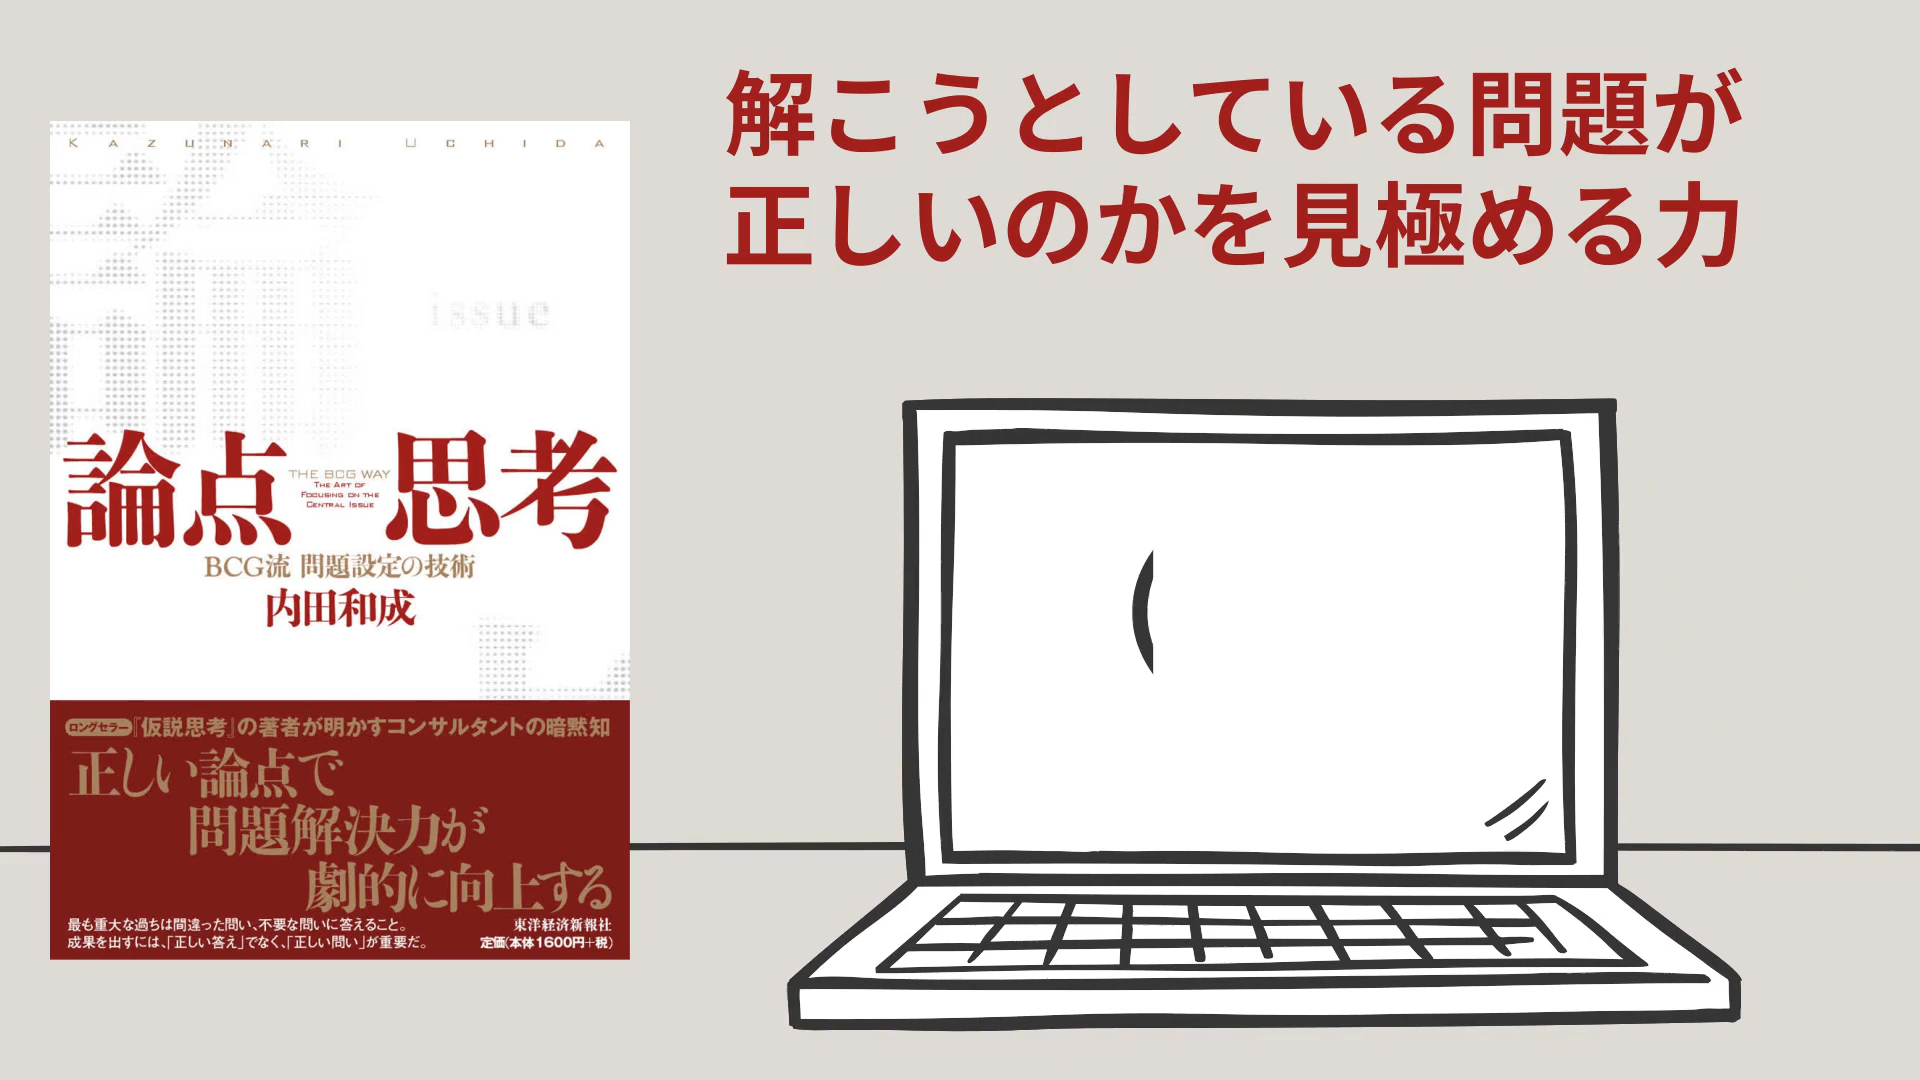 解こうとしている問題が
正しいのかを見極める力
KAZUNARI UCHIDA
issue
論点思考
THE BCG WAY
THE ART OF
FOCUSING ON THE
CENTRAL ISSUE
BCG流 問題設定の技術
内田和成
ロングセラー『仮説思考』の著者が明かすコンサルタントの暗黙知
正しい論点で
問題解決力が
劇的に向上する
最も重大な過ちは間違った問い、不要な問いに答えること。
成果を出すには、「正しい答え」でなく、「正しい問い」が重要だ。
東洋経済新報社
定価(本体1600円+税)